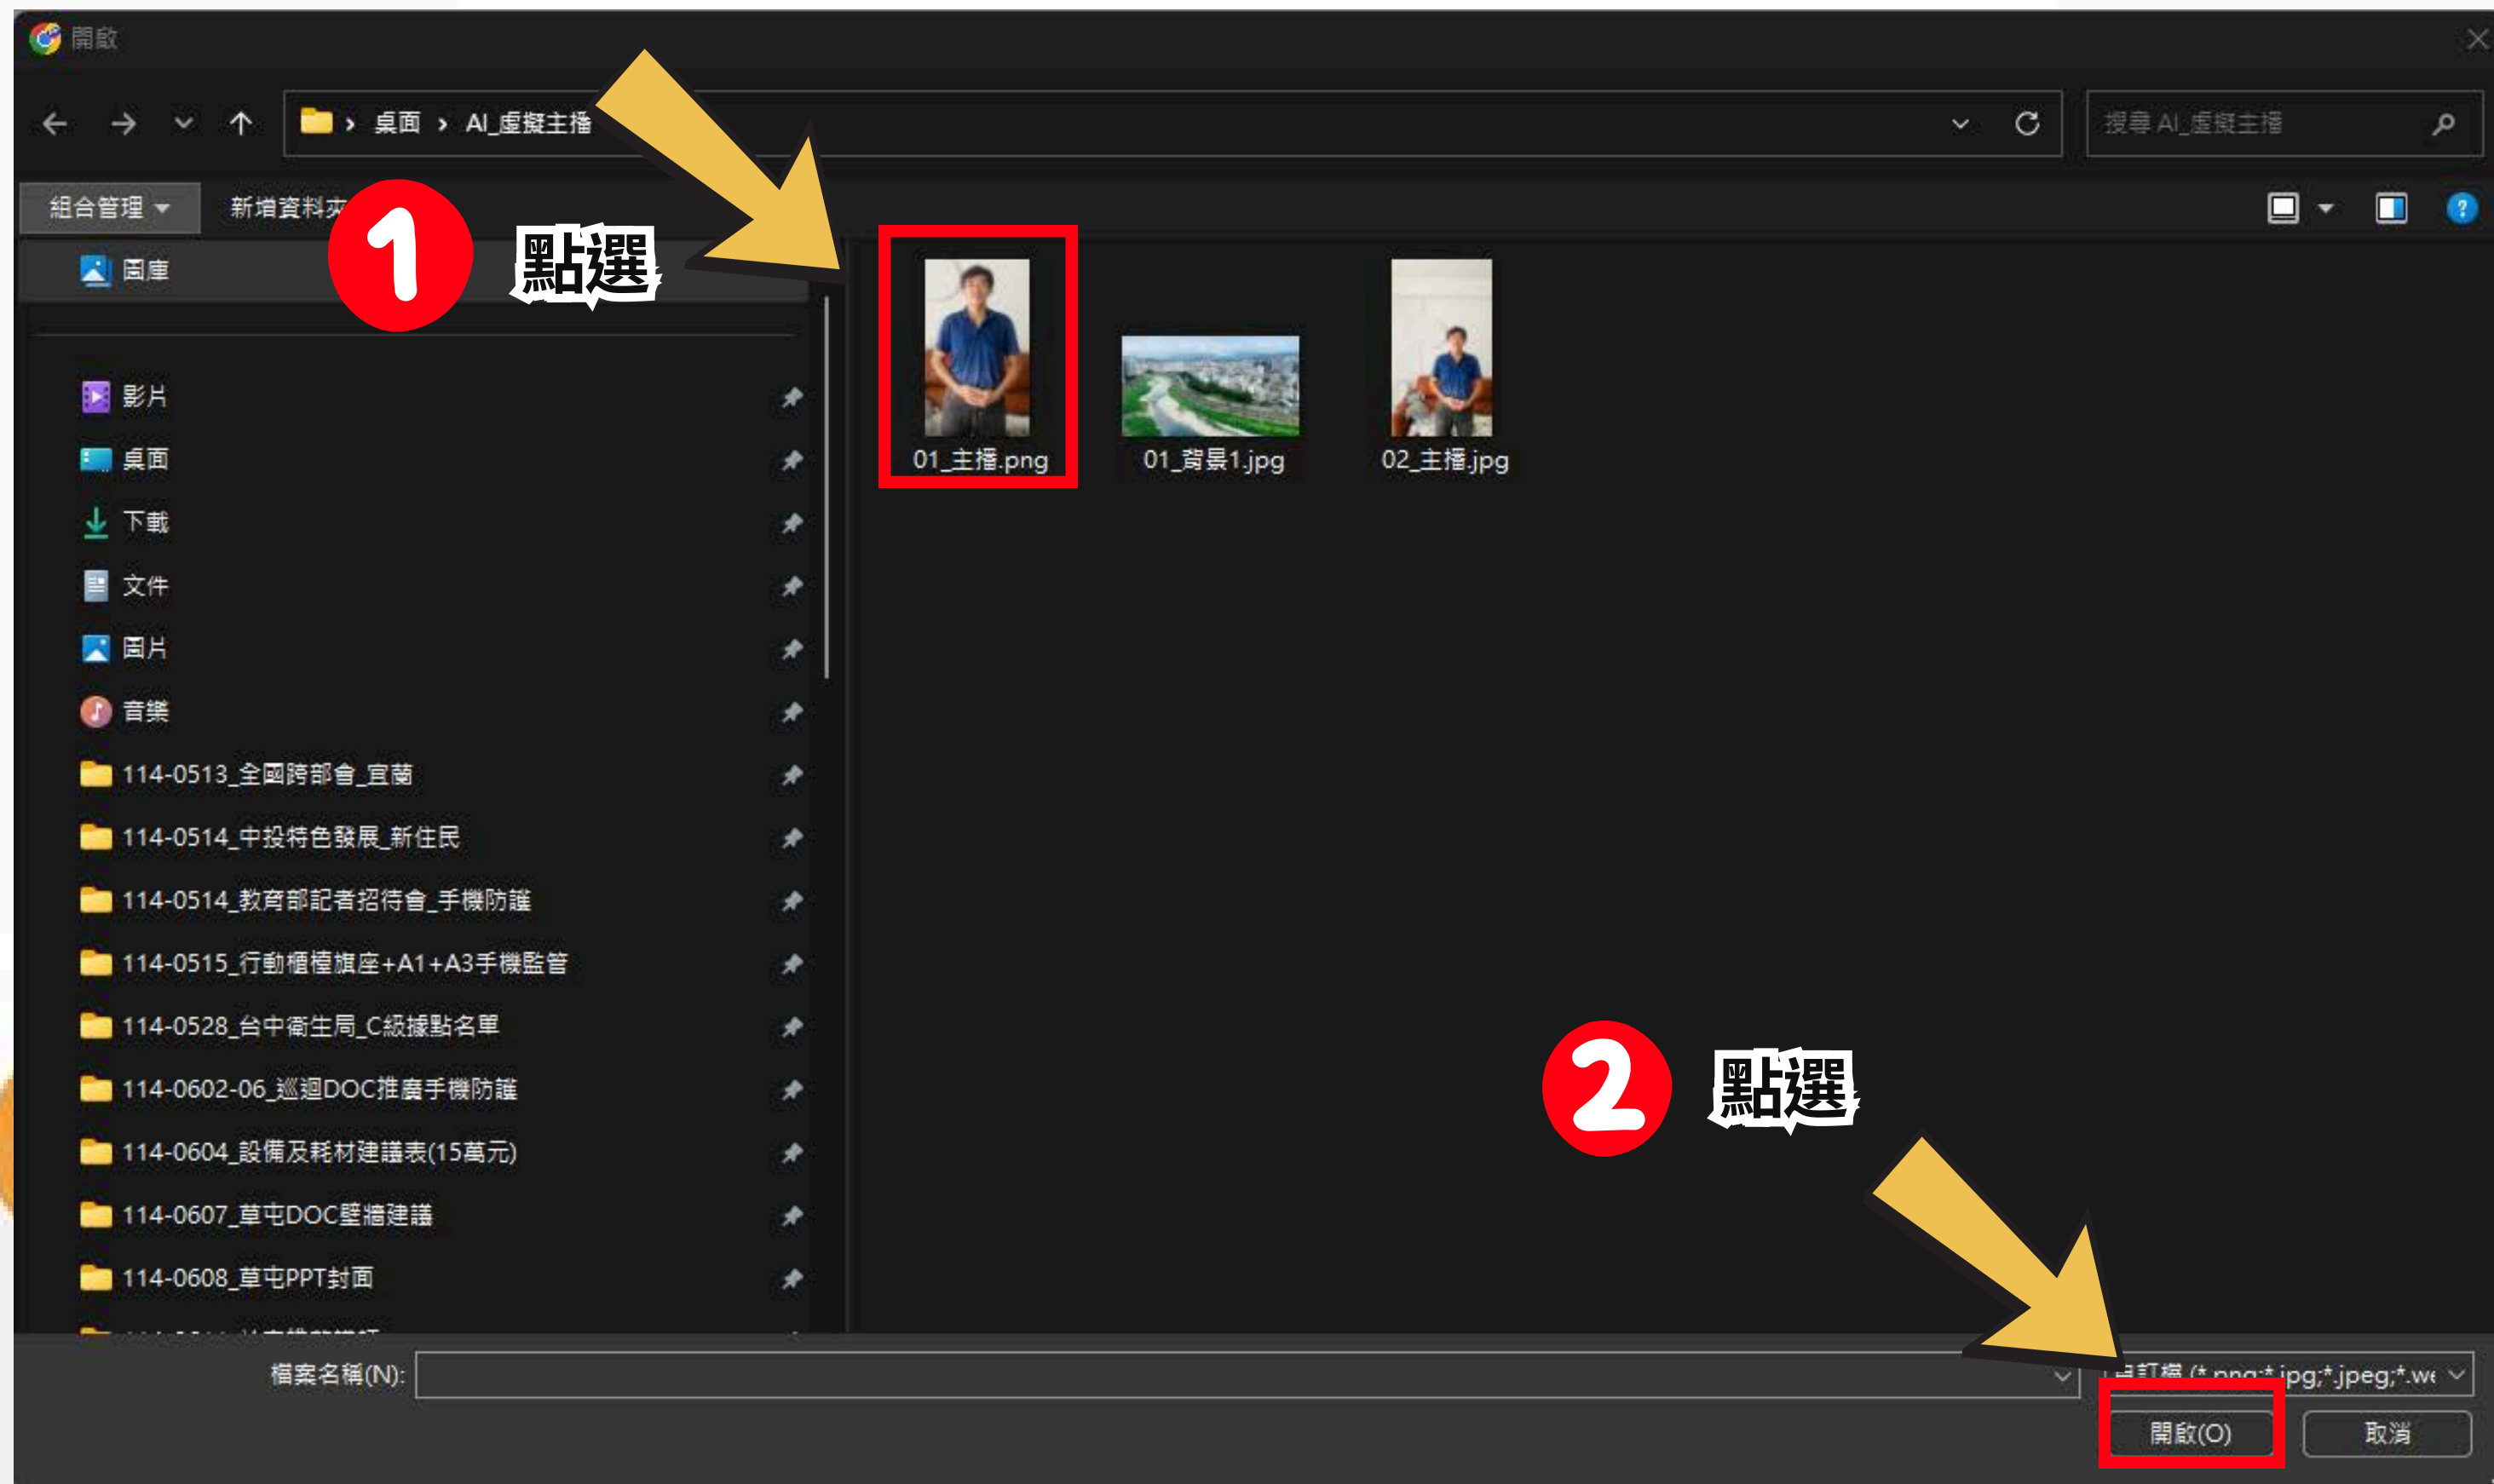 開啟
桌面 › AI_虛擬主播
搜尋 AI_虛擬主播
組合管理
新增資料夾
1 點選
圖庫
影片
桌面
下載
文件
圖片
音樂
114-0513_全國跨部會_宜蘭
114-0514_中投特色發展_新住民
114-0514_教育部記者招待會_手機防護
114-0515_行動櫃檯旗座+A1+A3手機監管
114-0528_台中衛生局_C級據點名單
114-0602-06_巡迴DOC推廣手機防護
114-0604_設備及耗材建議表(15萬元)
114-0607_草屯DOC壁牆建議
114-0608_草屯PPT封面
01_主播.png
01_背景1.jpg
02_主播.jpg
2 點選
檔案名稱(N):
自訂檔 (*.png;*.jpg;*.jpeg;*.we
開啟(O)
取消